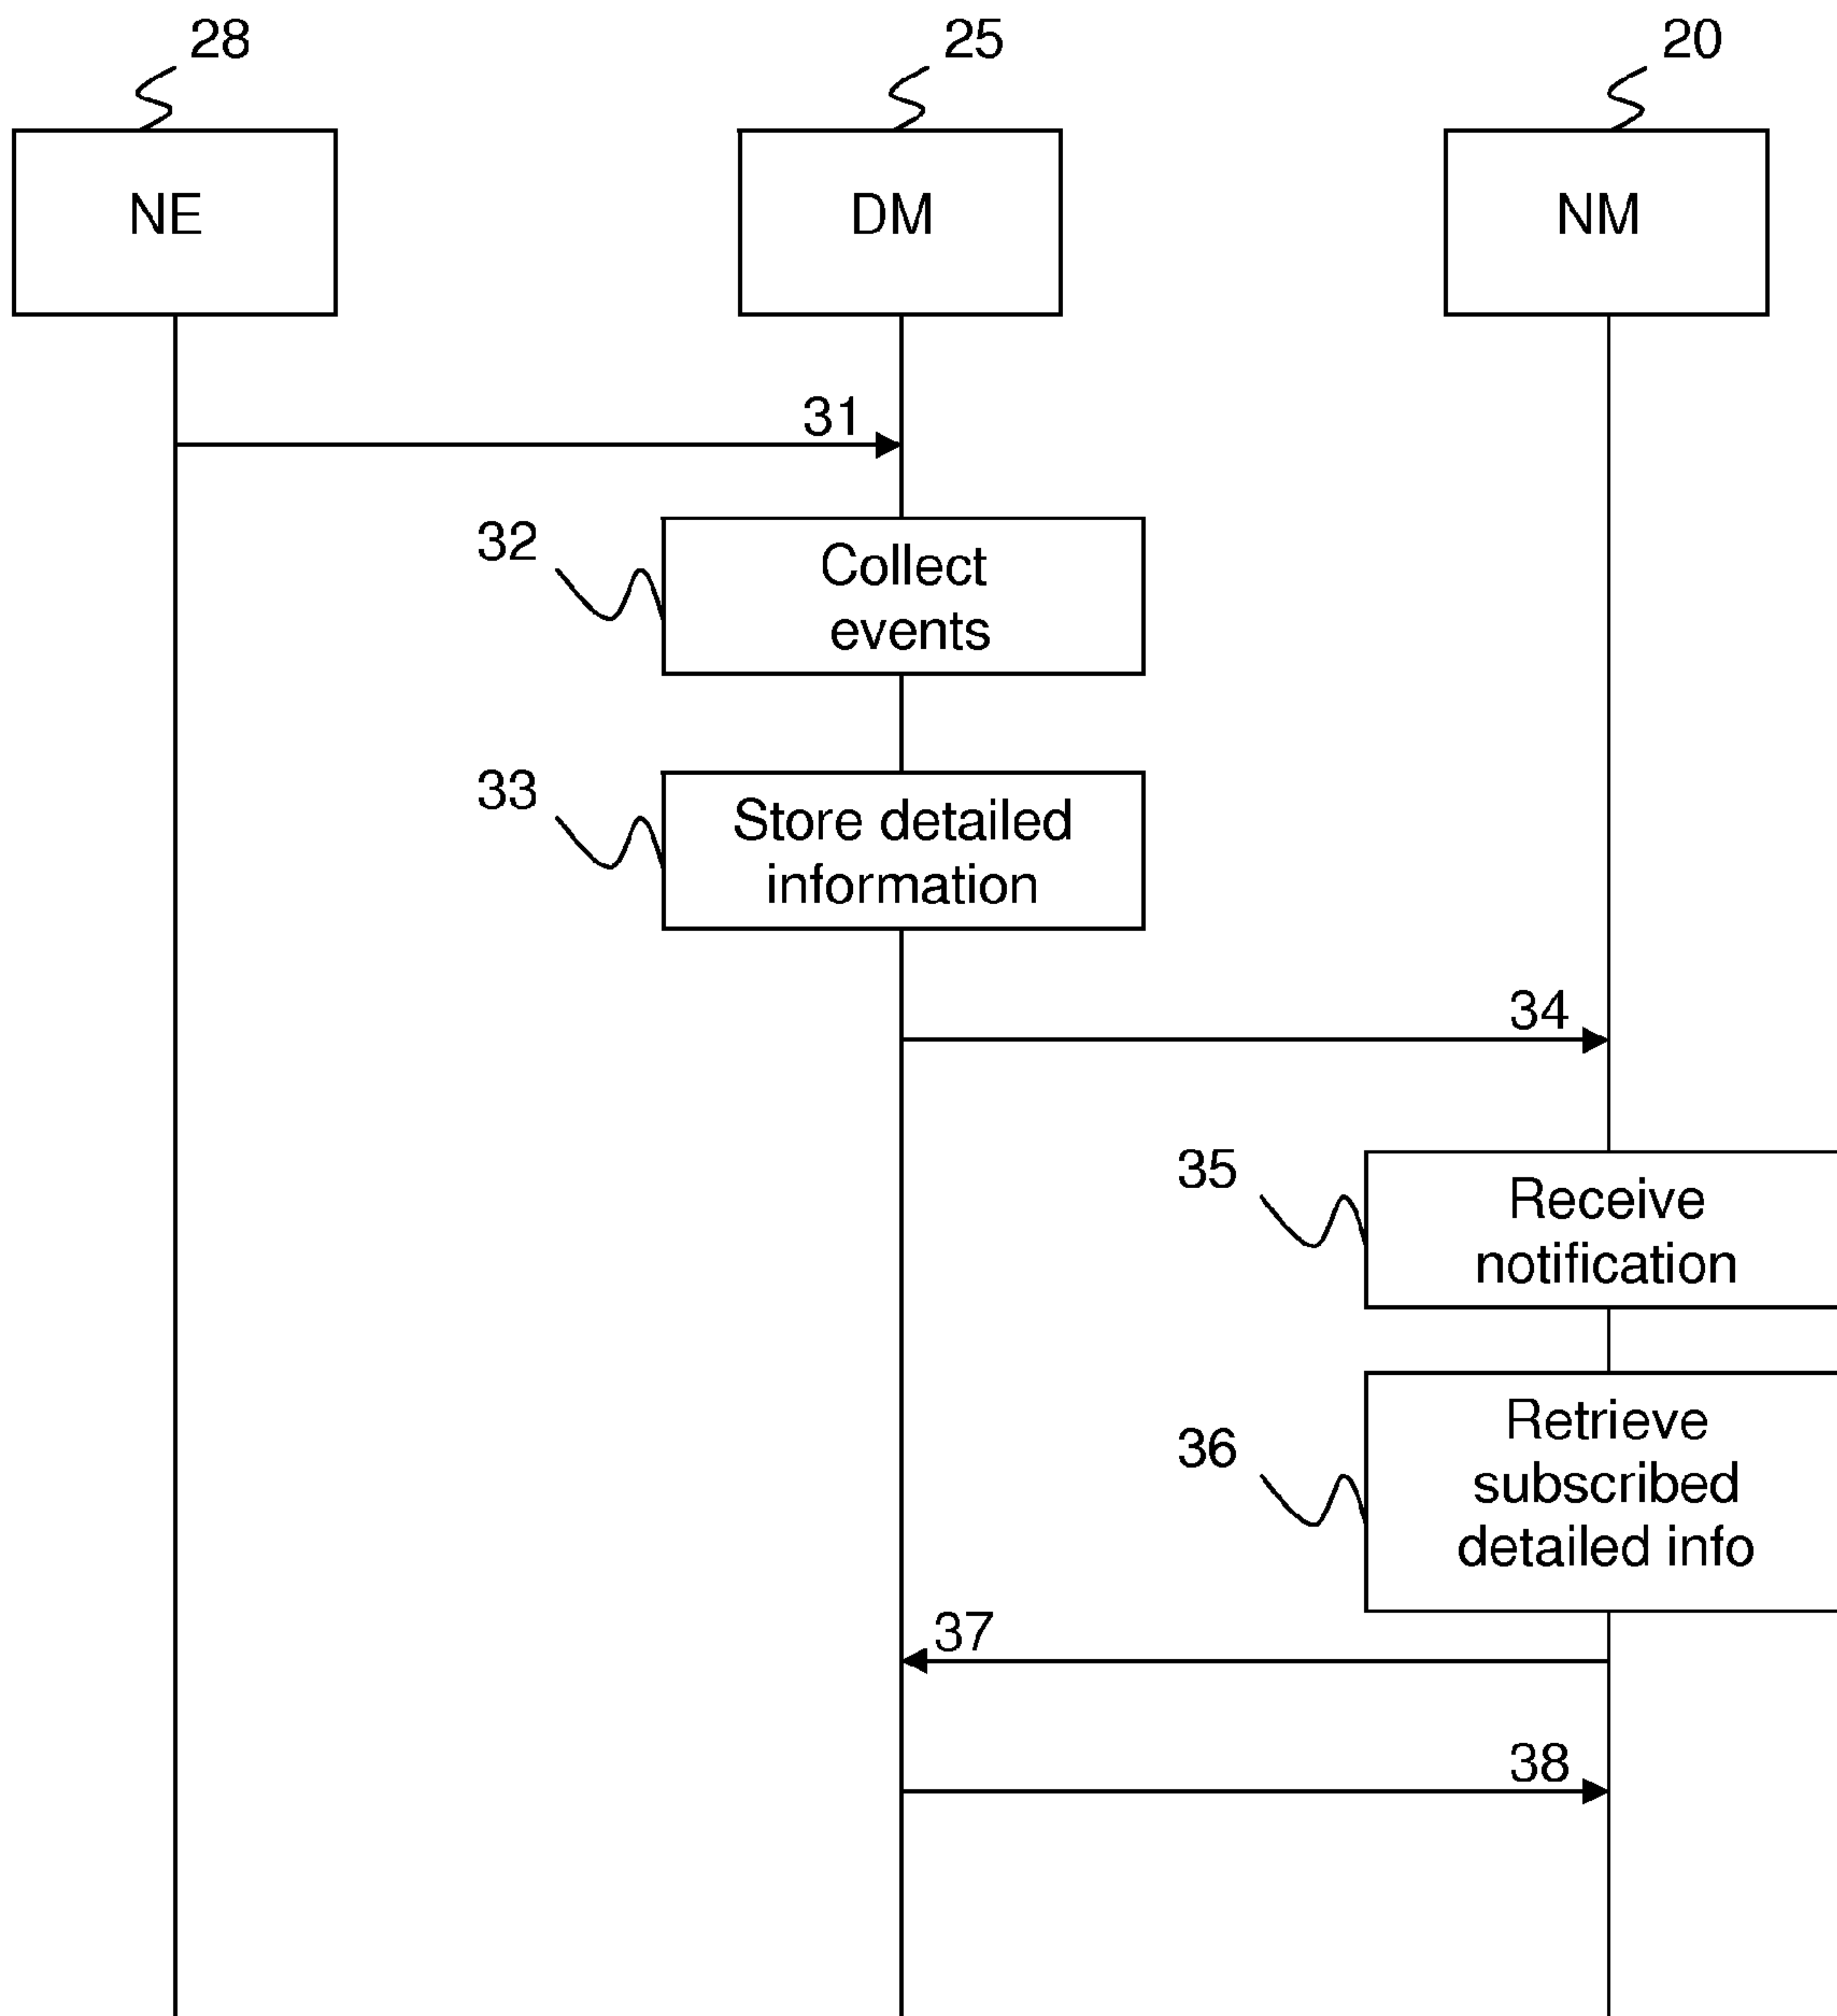 28
25
20
NE
DM
NM
31
32
Collect
events
33
Store detailed
information
34
35
Receive
notification
36
Retrieve
subscribed
detailed info
37
38